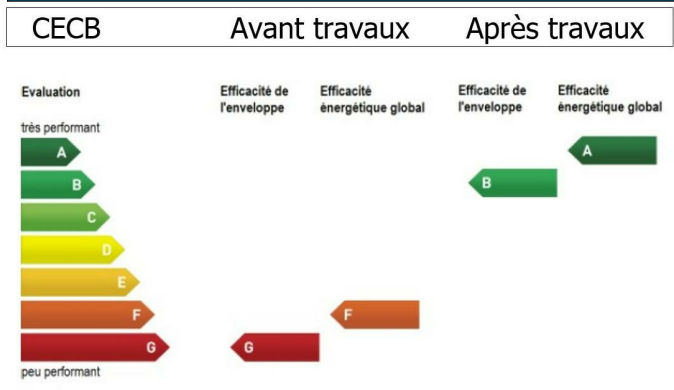 CECB Avant travaux Après travaux
Evaluation
Efficacité de
l'enveloppe
Efficacité
énergétique global
Efficacité de
l'enveloppe
Efficacité
énergétique global
très performant
A
A
B
B
C
D
E
F
F
G
G
peu performant